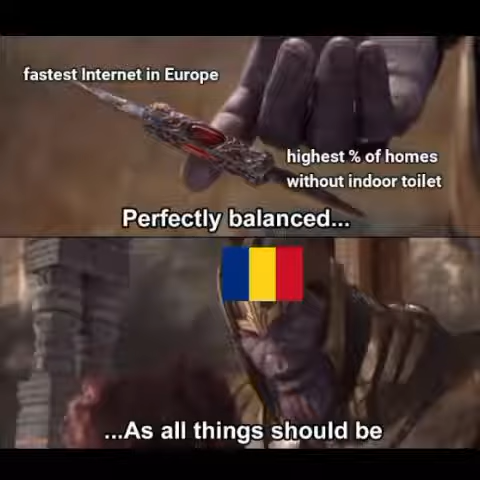 fastest Internet in Europe
highest % of homes
without indoor toilet
Perfectly balanced...
...As all things should be